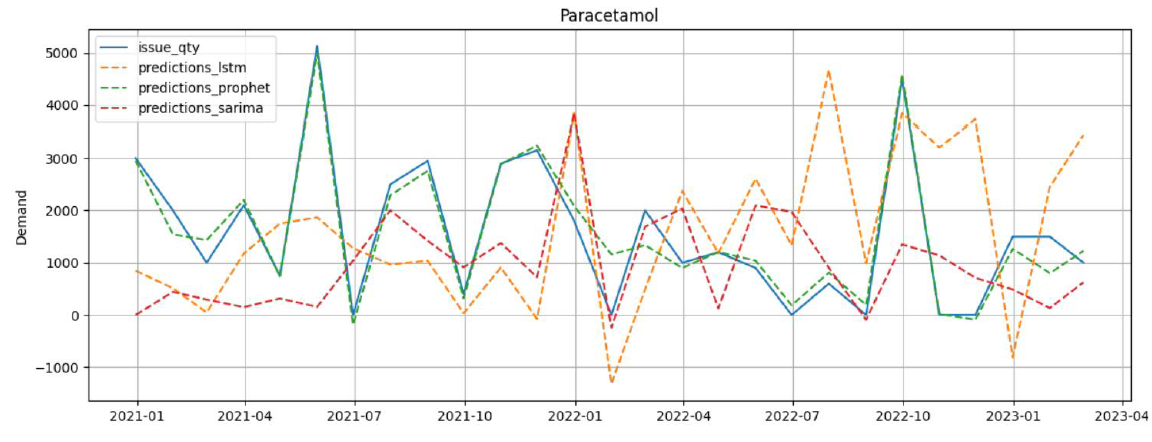 Paracetamol
issue_qty
predictions_lstm
predictions_prophet
predictions_sarima
Demand
5000
4000
3000
2000
1000
0
−1000
2021-01 2021-04 2021-07 2021-10 2022-01 2022-04 2022-07 2022-10 2023-01 2023-04